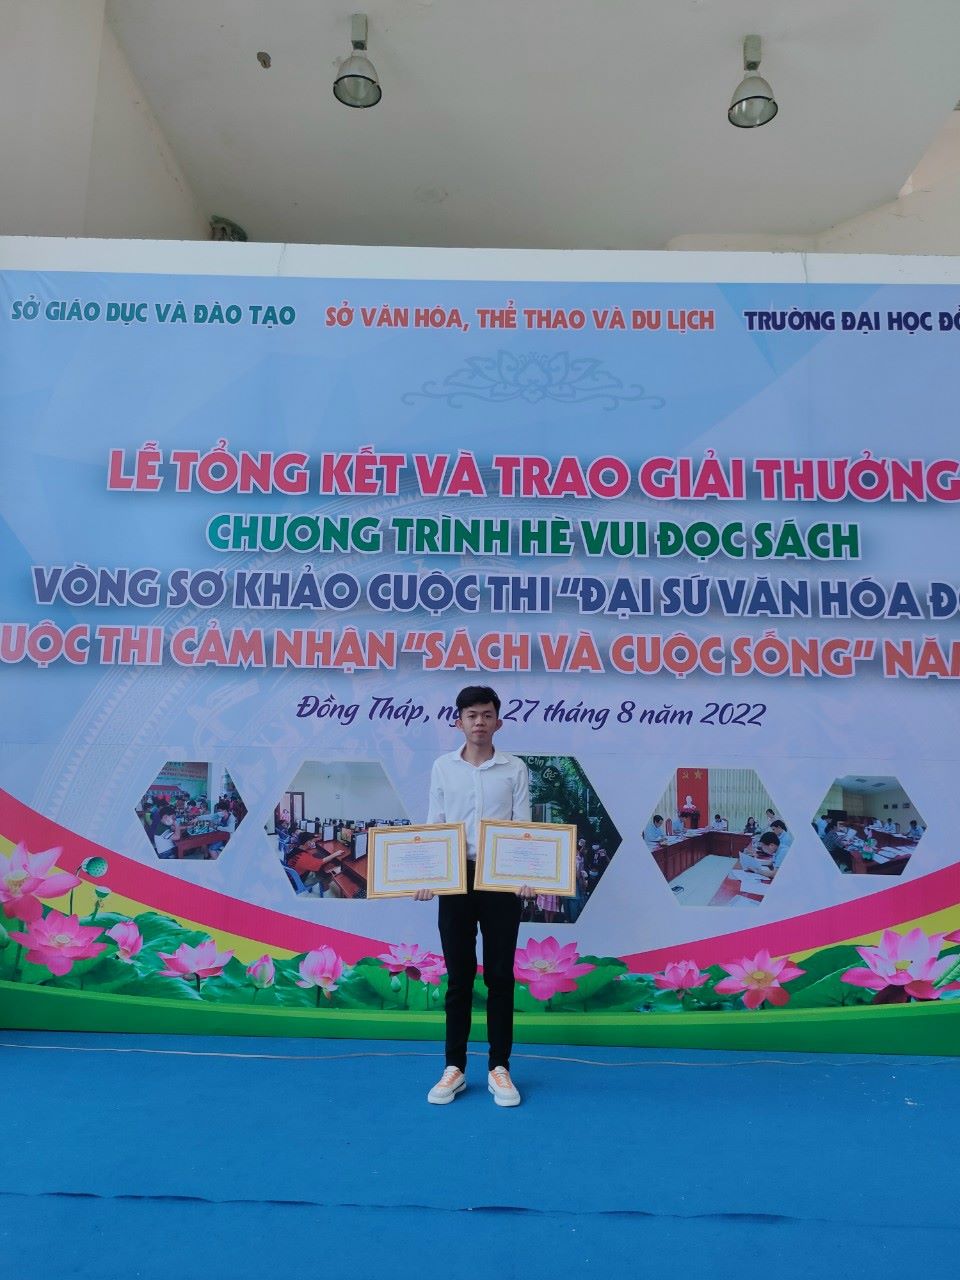 SỞ GIÁO DỤC VÀ ĐÀO TẠO SỞ VĂN HÓA, THỂ THAO VÀ DU LỊCH TRƯỜNG ĐẠI HỌC
LỄ TỔNG KẾT VÀ TRAO GIẢI THƯỞNG
CHƯƠNG TRÌNH HÈ VUI ĐỌC SÁCH
VÒNG SƠ KHẢO CUỘC THI "ĐẠI SỨ VĂN HÓA
THI CẢM NHẬN "SÁCH VÀ CUỘC SỐNG"
Đồng Tháp, 27 tháng 8 năm 2022